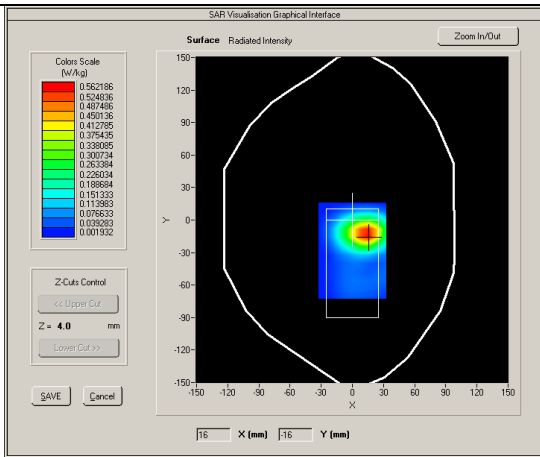 SAR Visualisation Graphical Interface
Surface Radiated Intensity
Zoom In/Out
Colors Scale
(W/kg)
0.562186
0.524836
0.487486
0.450136
0.412785
0.375435
0.338085
0.300734
0.263384
0.226034
0.188684
0.151333
0.113983
0.076633
0.039283
0.001932
Z-Cuts Control
<< Upper Cut
Z = 4.0 mm
Lower Cut >>
SAVE
Cancel
150-
120-
90-
60-
30-
0-
-30-
-60-
-90-
-120-
-150-
Y
-150 -120 -90 -60 -30 0 30 60 90 120 150
X
16 X (mm) -16 Y (mm)